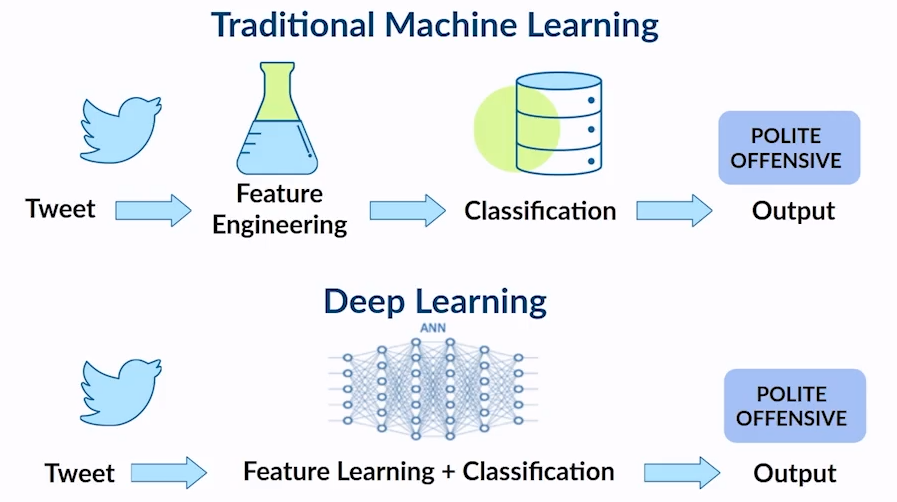 Traditional Machine Learning
POLITE
OFFENSIVE
Tweet
Feature
Engineering
Classification
Output
Deep Learning
ANN
POLITE
OFFENSIVE
Tweet
Feature Learning + Classification
Output